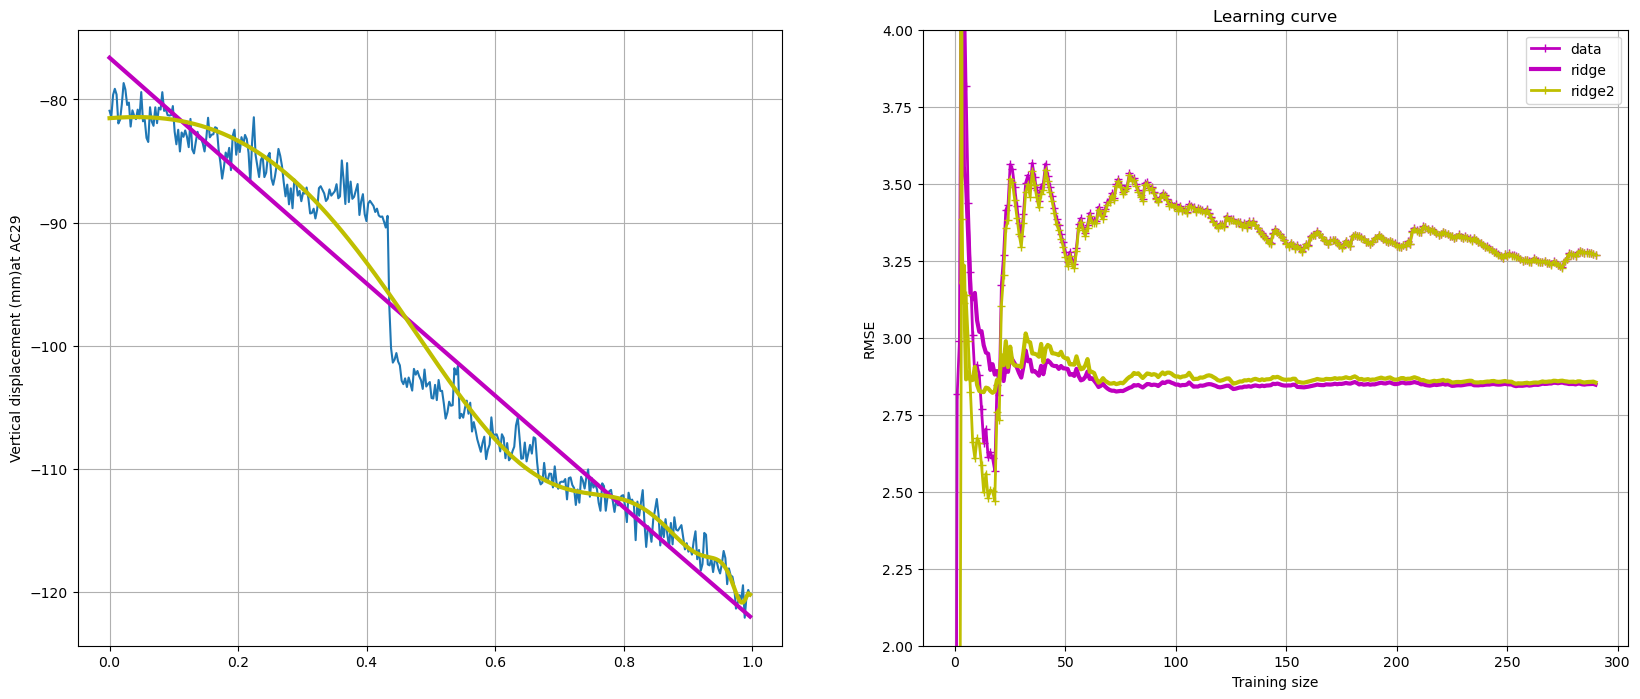 Vertical displacement (mm)at AC29
−80
−90
−100
−110
−120
0.0 0.2 0.4 0.6 0.8 1.0
Learning curve
RMSE
4.00
3.75
3.50
3.25
3.00
2.75
2.50
2.25
2.00
0 50 100 150 200 250 300
Training size
data
ridge
ridge2